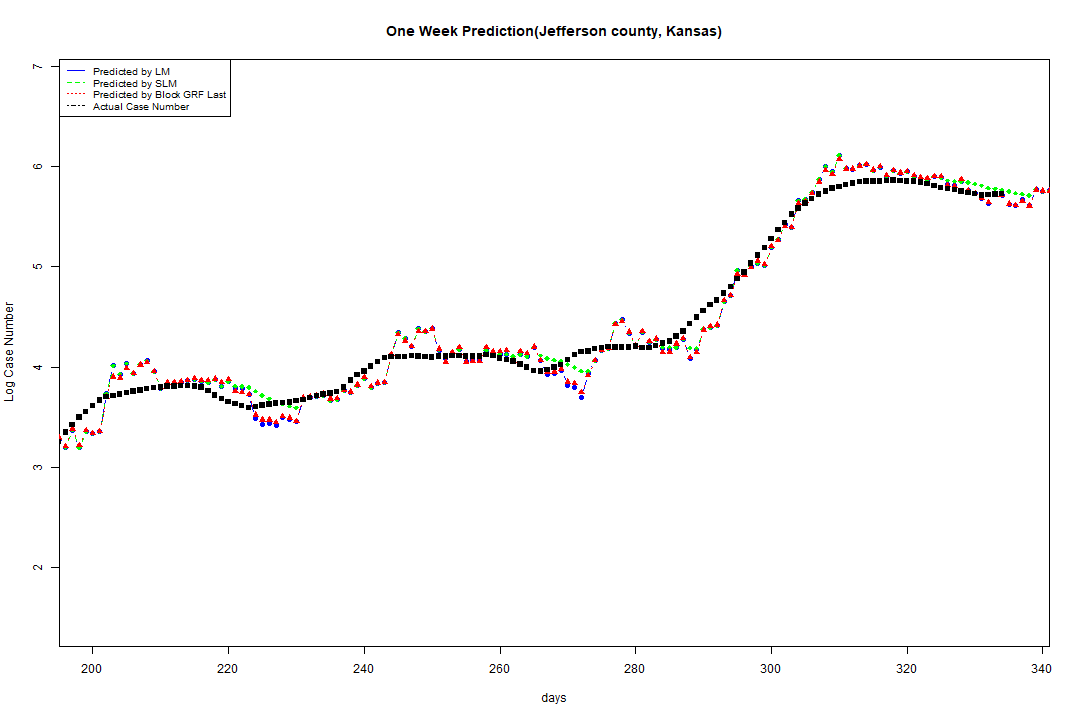 One Week Prediction(Jefferson county, Kansas)
Predicted by LM
Predicted by SLM
Predicted by Block GRF Last
Actual Case Number
7
6
5
4
3
2
Log Case Number
200 220 240 260 280 300 320 340
days